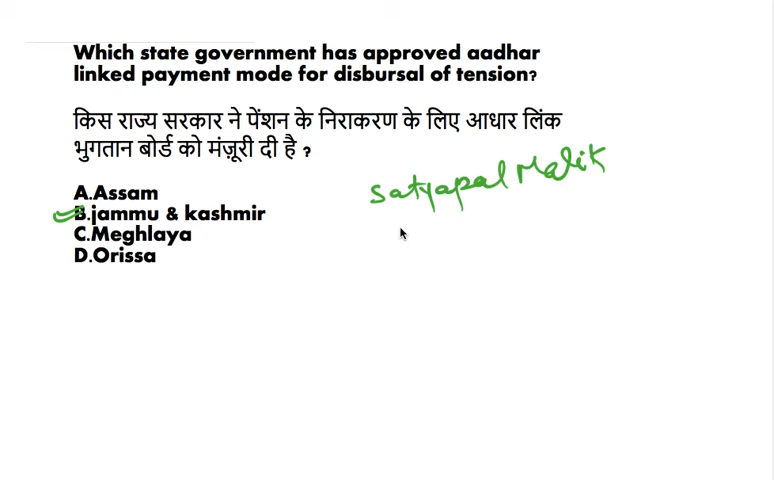 Which state government has approved aadhar
linked payment mode for disbursal of tension?
किस राज्य सरकार ने पेंशन के निराकरण के लिए आधार लिंक
भुगतान बोर्ड को मंज़ूरी दी है ?
Satyapal Malik
A.Assam
B.jammu & kashmir
C.Meghlaya
D.Orissa